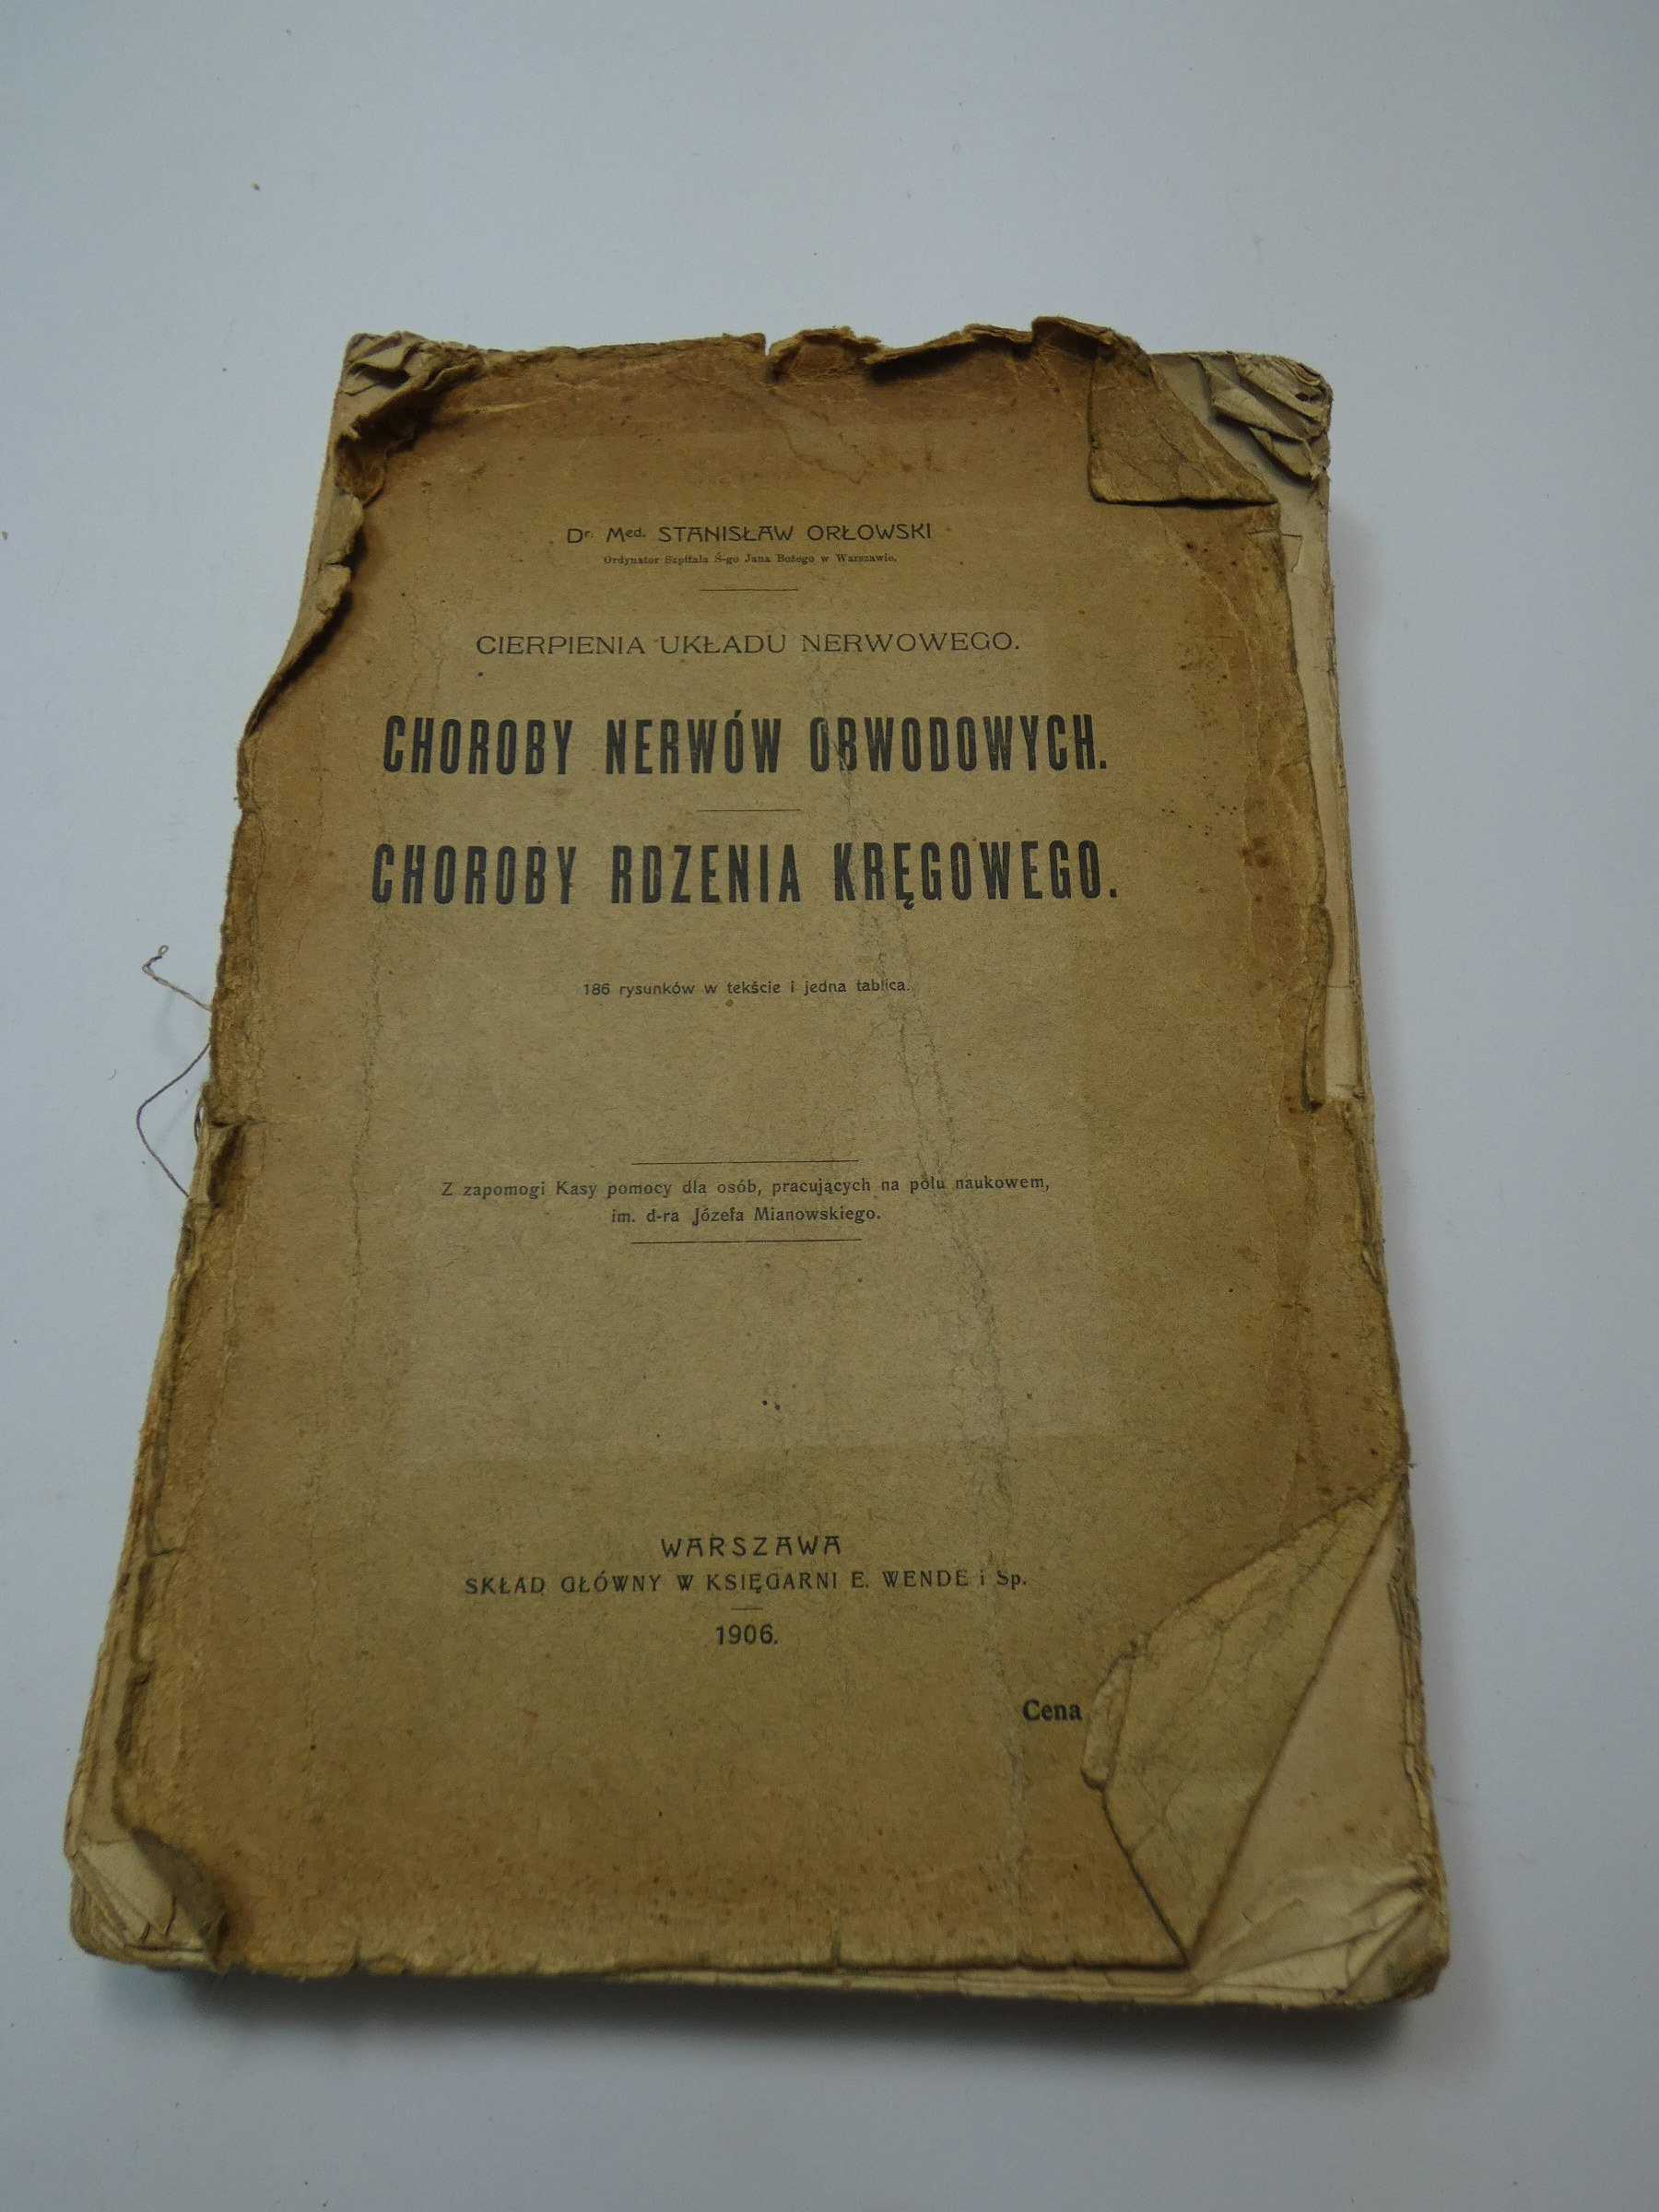 Dr. Med. STANISŁAW ORŁOWSKI
Ordynator Szpitala Ś-go Jana Bożego w Warszawie.
CIERPIENIA UKŁADU NERWOWEGO.
CHOROBY NERWÓW OBWODOWYCH.
CHOROBY RDZENIA KRĘGOWEGO.
186 rysunków w tekście i jedna tablica.
Z zapomogi Kasy pomocy dla osób, pracujących na polu naukowem,
im. d-ra Józefa Mianowskiego.
WARSZAWA
SKŁAD GŁÓWNY W KSIĘGARNI E. WENDE i Sp.
1906.
Cena